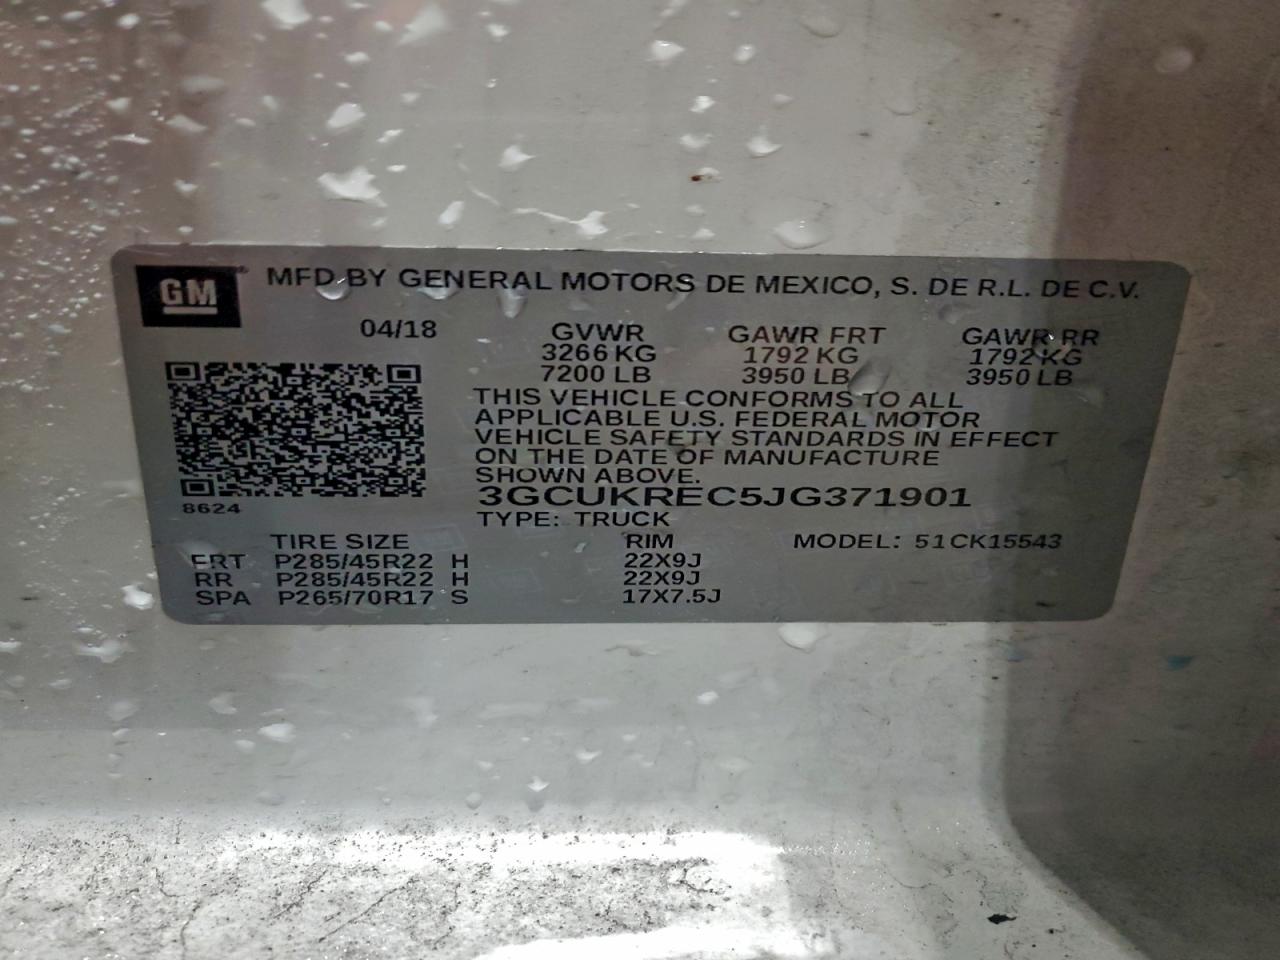 GM MFD BY GENERAL MOTORS DE MEXICO, S. DE R.L. DE C.V.
04/18 GVWR GAWR FRT GAWR RR
3266 KG 1792 KG 1792 KG
7200 LB 3950 LB 3950 LB
THIS VEHICLE CONFORMS TO ALL
APPLICABLE U.S. FEDERAL MOTOR
VEHICLE SAFETY STANDARDS IN EFFECT
ON THE DATE OF MANUFACTURE
SHOWN ABOVE.
3GCUKREC5JG371901
8624
TYPE: TRUCK
TIRE SIZE RIM MODEL: 51CK15543
FRT P285/45R22 H 22X9J
RR P285/45R22 H 22X9J
SPA P265/70R17 S 17X7.5J